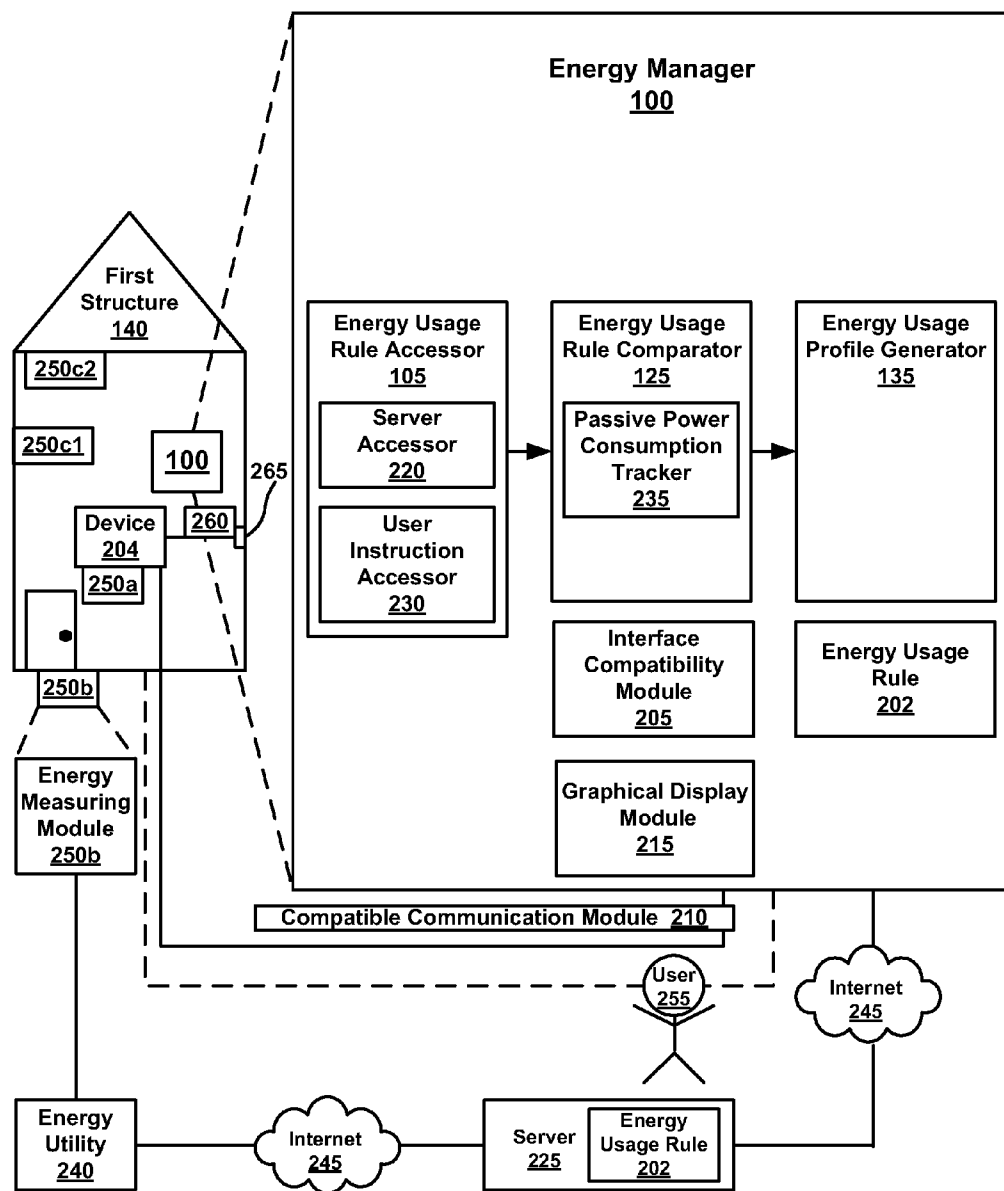 Energy Manager
100
First
Structure
140
250c2
250c1
100
265
260
Device
204
250a
250b
Energy
Measuring
Module
250b
Energy Usage
Rule Accessor
105
Server
Accessor
220
User
Instruction
Accessor
230
Energy Usage
Rule Comparator
125
Passive Power
Consumption
Tracker
235
Energy Usage
Profile Generator
135
Interface
Compatibility
Module
205
Energy Usage
Rule
202
Graphical Display
Module
215
Compatible Communication Module 210
User
255
Internet
245
Energy
Utility
240
Internet
245
Server
225
Energy
Usage Rule
202